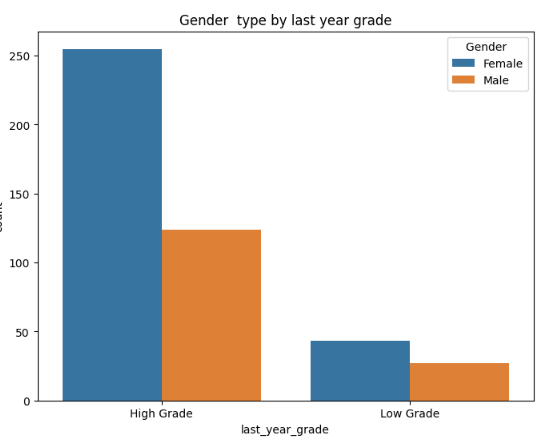 Gender  type by last year grade
Gender
Female
Male
250
200
150
100
50
0
High Grade
Low Grade
last_year_grade